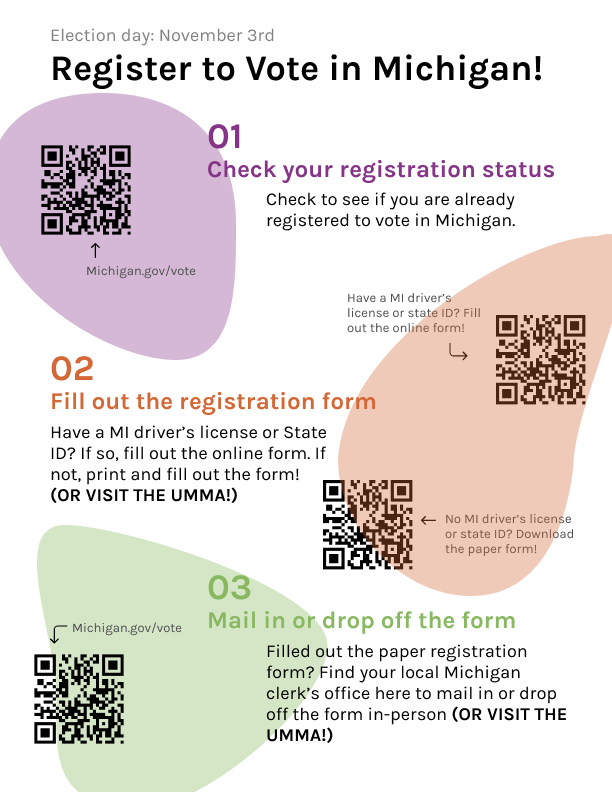 Election day: November 3rd
Register to Vote in Michigan!
01
Check your registration status
Check to see if you are already
registered to vote in Michigan.
Michigan.gov/vote
Have a MI driver's
license or state ID? Fill
out the online form!
02
Fill out the registration form
Have a MI driver's license or State
ID? If so, fill out the online form. If
not, print and fill out the form!
(OR VISIT THE UMMA!)
No MI driver's license
or state ID? Download
the paper form!
03
Mail in or drop off the form
Michigan.gov/vote
Filled out the paper registration
form? Find your local Michigan
clerk's office here to mail in or drop
off the form in-person (OR VISIT THE
UMMA!)